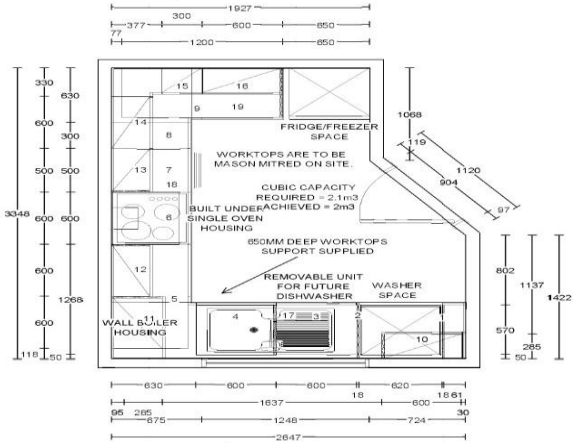 1927
300
377 600 650
77
1200 650
330
630
600
300
500 500
600 600
3348
600
1268
600
118 50
15 16
9 19
14
8
13 7
18
6
12
5
11
4 17 3 2 1
10
FRIDGE/FREEZER
SPACE
WORKTOPS ARE TO BE
MASON MITRED ON SITE.
CUBIC CAPACITY
REQUIRED = 2.1m3
ACHIEVED = 2m3
BUILT UNDER
SINGLE OVEN
HOUSING
650MM DEEP WORKTOPS
SUPPORT SUPPLIED
REMOVABLE UNIT
FOR FUTURE
DISHWASHER
WASHER
SPACE
WALL BOILER
HOUSING
1068
119
1120
904
97
802
1137
1422
570
285
50
630 600 600 620
18 18 61
1637 600
95 285 30
675 1248 724
2647